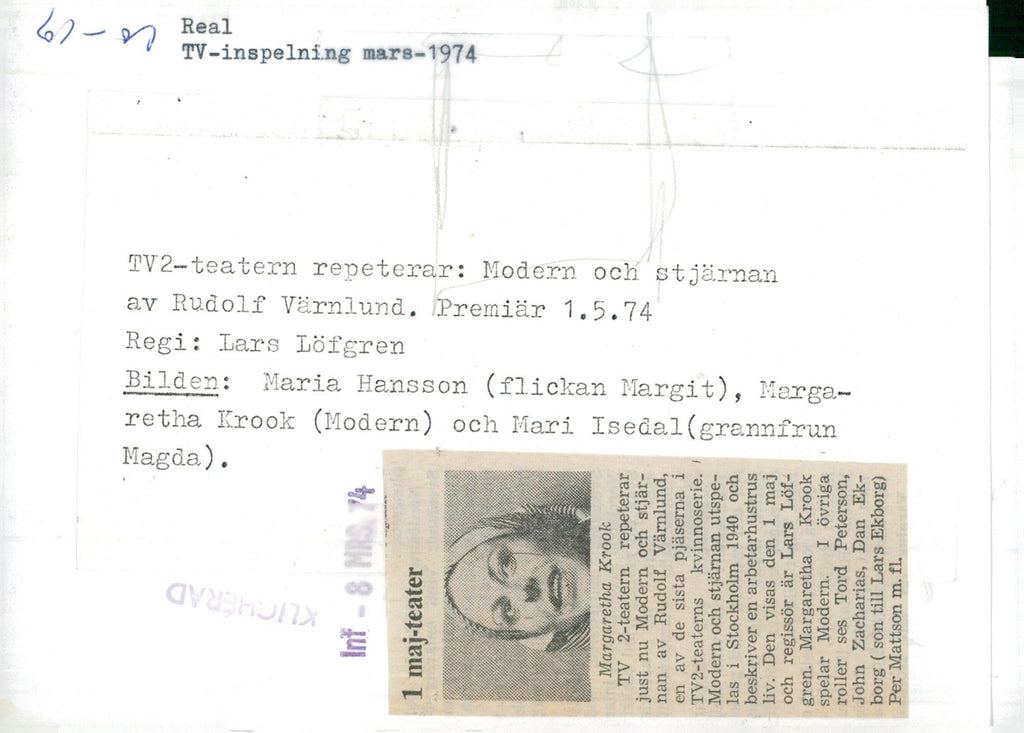 Real
TV-inspelning mars-1974
TV2-teatern repeterar: Modern och stjärnan
av Rudolf Värnlund. Premiär 1.5.74
Regi: Lars Löfgren
Bilden: Maria Hansson (flickan Margit), Marga-
retha Krook (Modern) och Mari Isedal(grannfrun
Magda).
KLICHÉRAD
Inf - 8 MRS. 74
1 maj-teater
Margaretha Krook
TV 2-teatern repeterar
just nu Modern och stjär-
nan av Rudolf Värnlund,
en av de sista pjäserna i
TV2-teaterns kvinnoserie.
Modern och stjärnan utspe-
las i Stockholm 1940 och
beskriver en arbetarhustrus
liv. Den visas den 1 maj
och regissör är Lars Löf-
gren. Margaretha Krook
spelar Modern. I övriga
roller ses Tord Peterson,
John Zacharias, Dan Ek-
borg ( son till Lars Ekborg)
Per Mattson m. fl.